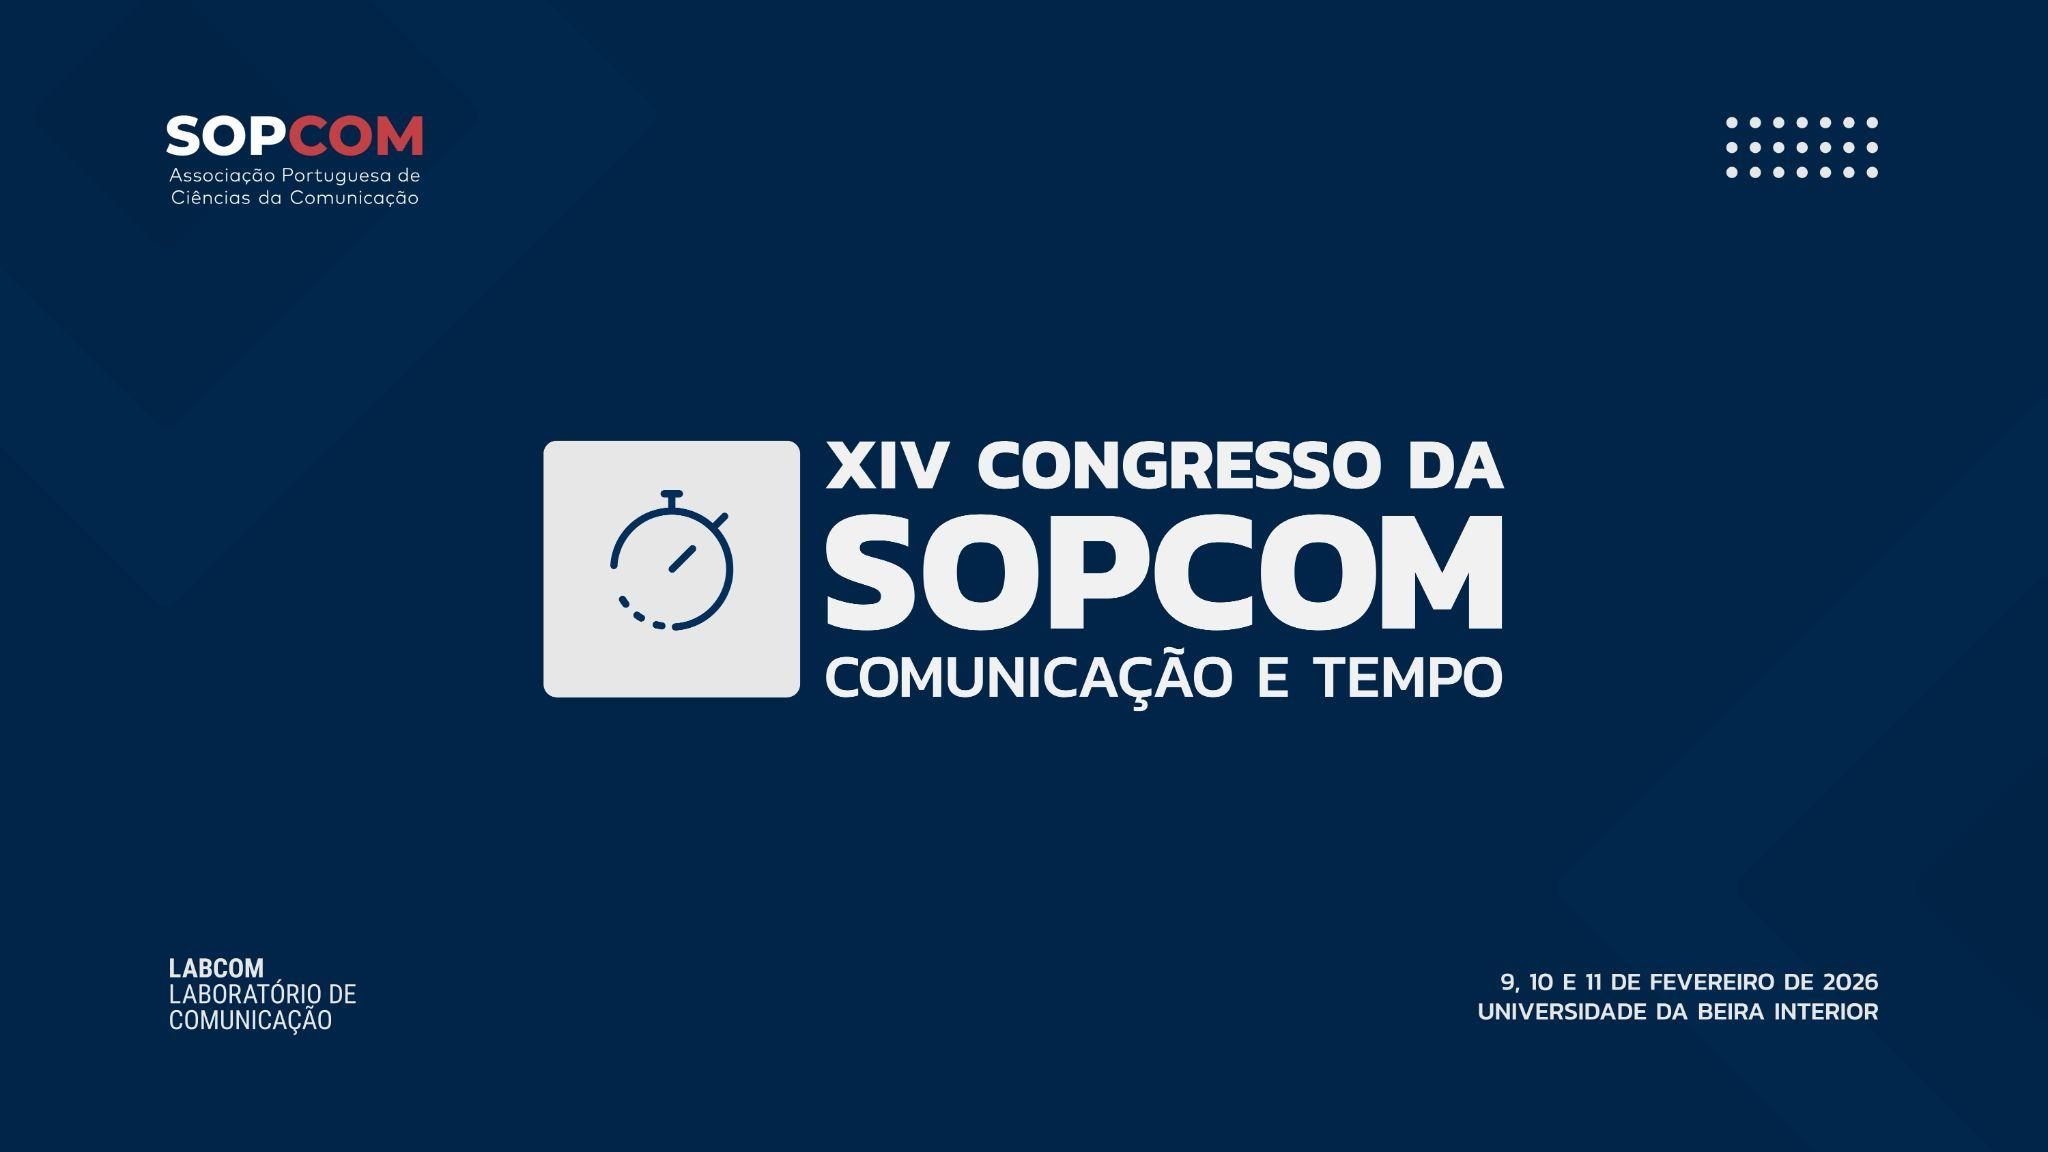 SOPCOM
Associação Portuguesa de
Ciências da Comunicação
XIV CONGRESSO DA
SOPCOM
COMUNICAÇÃO E TEMPO
LABCOM
LABORATÓRIO DE
COMUNICAÇÃO
9, 10 E 11 DE FEVEREIRO DE 2026
UNIVERSIDADE DA BEIRA INTERIOR